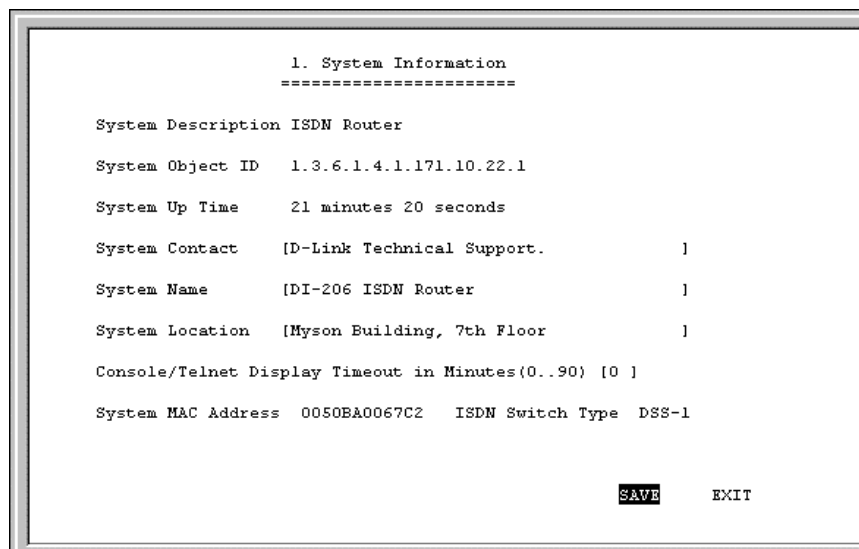 1. System Information
=======================
System Description ISDN Router
System Object ID 1.3.6.1.4.1.171.10.22.1
System Up Time 21 minutes 20 seconds
System Contact [D-Link Technical Support. ]
System Name [DI-206 ISDN Router ]
System Location [Myson Building, 7th Floor ]
Console/Telnet Display Timeout in Minutes(0..90) [0 ]
System MAC Address 0050BA0067C2 ISDN Switch Type DSS-1
SAVE EXIT